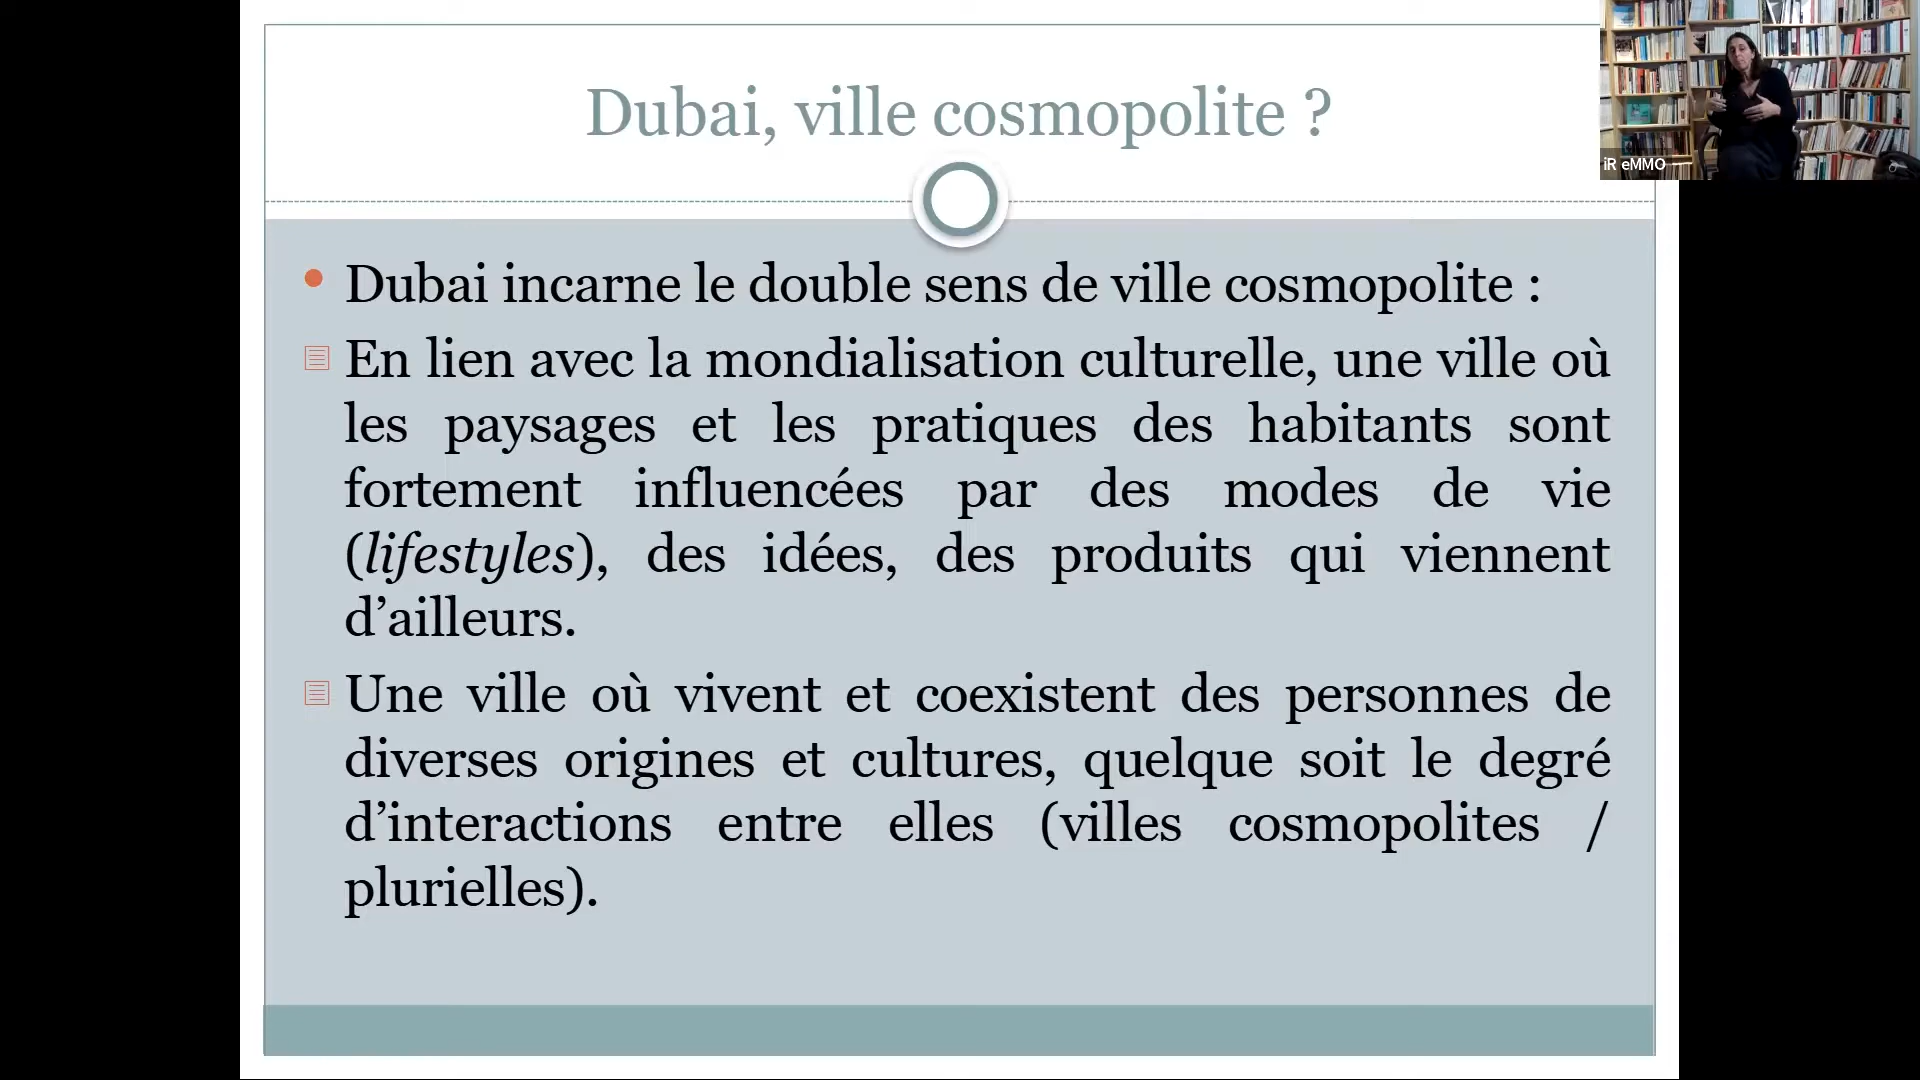 Dubai, ville cosmopolite ?
iR eMMO
Dubai incarne le double sens de ville cosmopolite :
En lien avec la mondialisation culturelle, une ville où
les paysages et les pratiques des habitants sont
fortement influencées par des modes de vie
(lifestyles), des idées, des produits qui viennent
d’ailleurs.
Une ville où vivent et coexistent des personnes de
diverses origines et cultures, quelque soit le degré
d’interactions entre elles (villes cosmopolites /
plurielles).